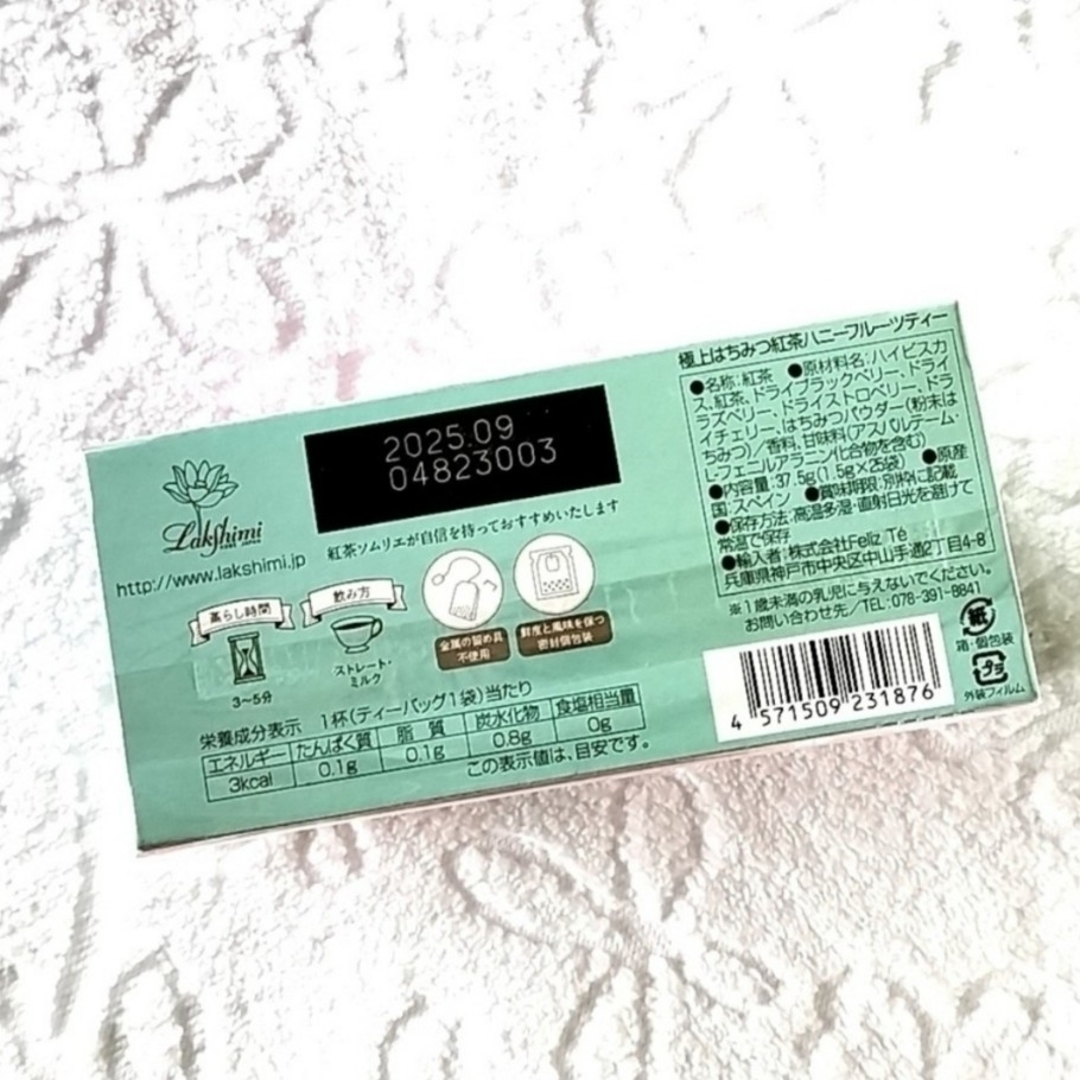 2025.09
04823003
Lakshimi
http://www.lakshimi.jp
紅茶ソムリエが自信を持っておすすめいたします
蒸らし時間
3~5分
飲み方
ストレート・
ミルク
金属の留め具
不使用
鮮度と風味を保つ
密封個包装
栄養成分表示 1杯(ティーバッグ1袋)当たり
エネルギー たんぱく質 脂 質 炭水化物 食塩相当量
3kcal 0.1g 0.1g 0.8g 0g
この表示値は、目安です。
極上はちみつ紅茶ハニーフルーツティー
●名称:紅茶 ●原材料名:ハイビスカ
ス、紅茶、ドライブラックベリー、ドライ
ラズベリー、ドライストロベリー、ドラ
イチェリー、はちみつパウダー(粉末は
ちみつ)/香料、甘味料(アスパルテーム・
L-フェニルアラニン化合物を含む)
●内容量:37.5g(1.5g×25袋) ●原産
国:スペイン ●賞味期限:別枠に記載
●保存方法:高温多湿・直射日光を避けて
常温で保存
●輸入者:株式会社Feliz Té
兵庫県神戸市中央区中山手通2丁目4-8
※1歳未満の乳児に与えないでください。
お問い合わせ先/TEL:078-391-8841
4 571509 231876
紙
箱・個包装
プラ
外装フィルム